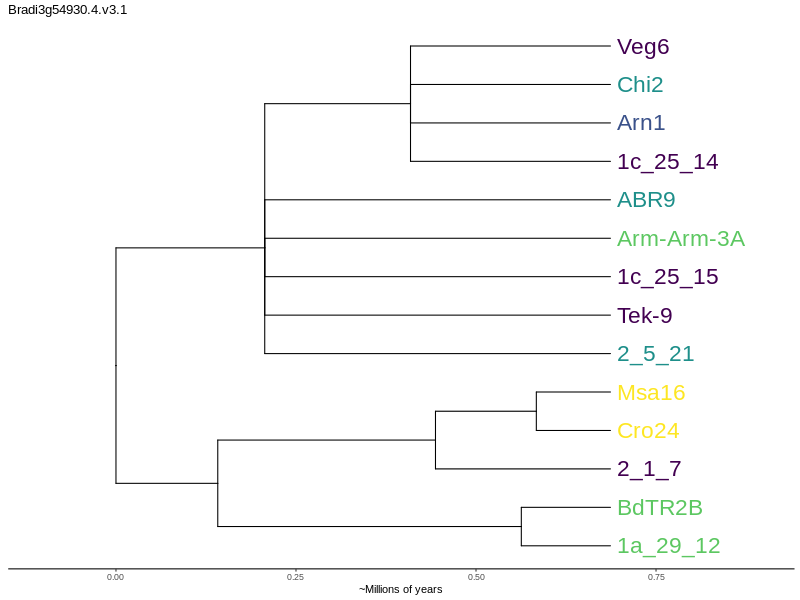 Bradi3g54930.4.v3.1
Veg6
Chi2
Arn1
1c_25_14
ABR9
Arm-Arm-3A
1c_25_15
Tek-9
2_5_21
Msa16
Cro24
2_1_7
BdTR2B
1a_29_12
0.00 0.25 0.50 0.75
~Millions of years